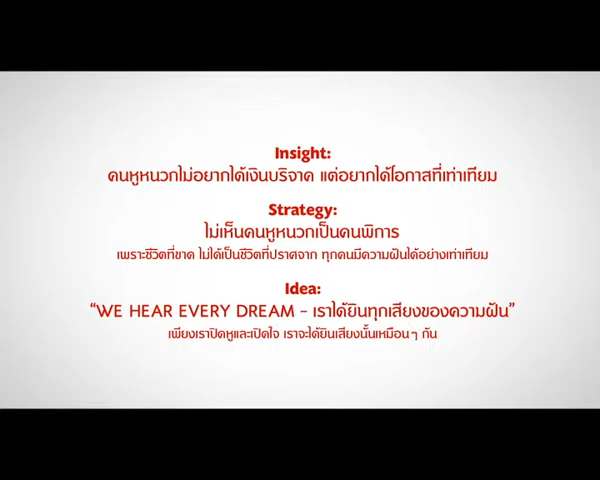 Insight:
คนหูหนวกไม่อยากได้เงินบริจาค แต่อยากได้โอกาสที่เท่าเทียม
Strategy:
ไม่เห็นคนหูหนวกเป็นคนพิการ
เพราะชีวิตที่ขาด ไม่ได้เป็นชีวิตที่ปราศจาก ทุกคนมีความฝันได้อย่างเท่าเทียม
Idea:
“WE HEAR EVERY DREAM – เราได้ยินทุกเสียงของความฝัน”
เพียงเราปิดหูและเปิดใจ เราจะได้ยินเสียงนั้นเหมือนๆ กัน